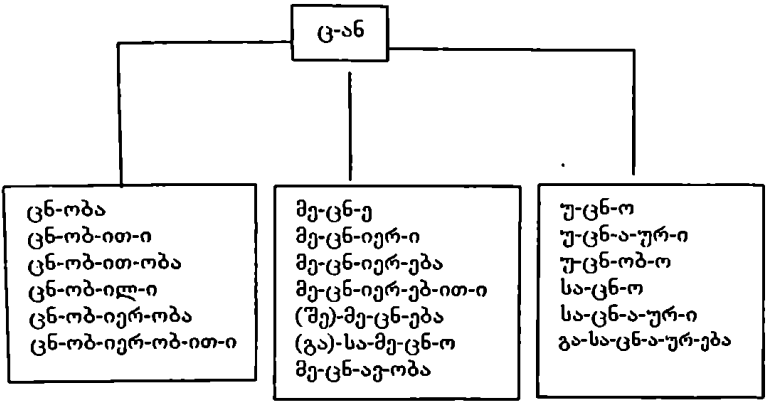 ც-ან
ცნ-ობა
ცნ-ობ-ით-ი
ცნ-ობ-ით-ობა
ცნ-ობ-ილ-ი
ცნ-ობ-იერ-ობა
ცნ-ობ-იერ-ობ-ით-ი
მე-ცნ-ე
მე-ცნ-იერ-ი
მე-ცნ-იერ-ება
მე-ცნ-იერ-ებ-ით-ი
(შე)-მე-ცნ-ება
(გა)-სა-მე-ცნ-ო
მე-ცნ-ავ-ობა
უ-ცნ-ო
უ-ცნ-ა-ურ-ი
უ-ცნ-ობ-ო
სა-ცნ-ო
სა-ცნ-ა-ურ-ი
გა-სა-ცნ-ა-ურ-ება